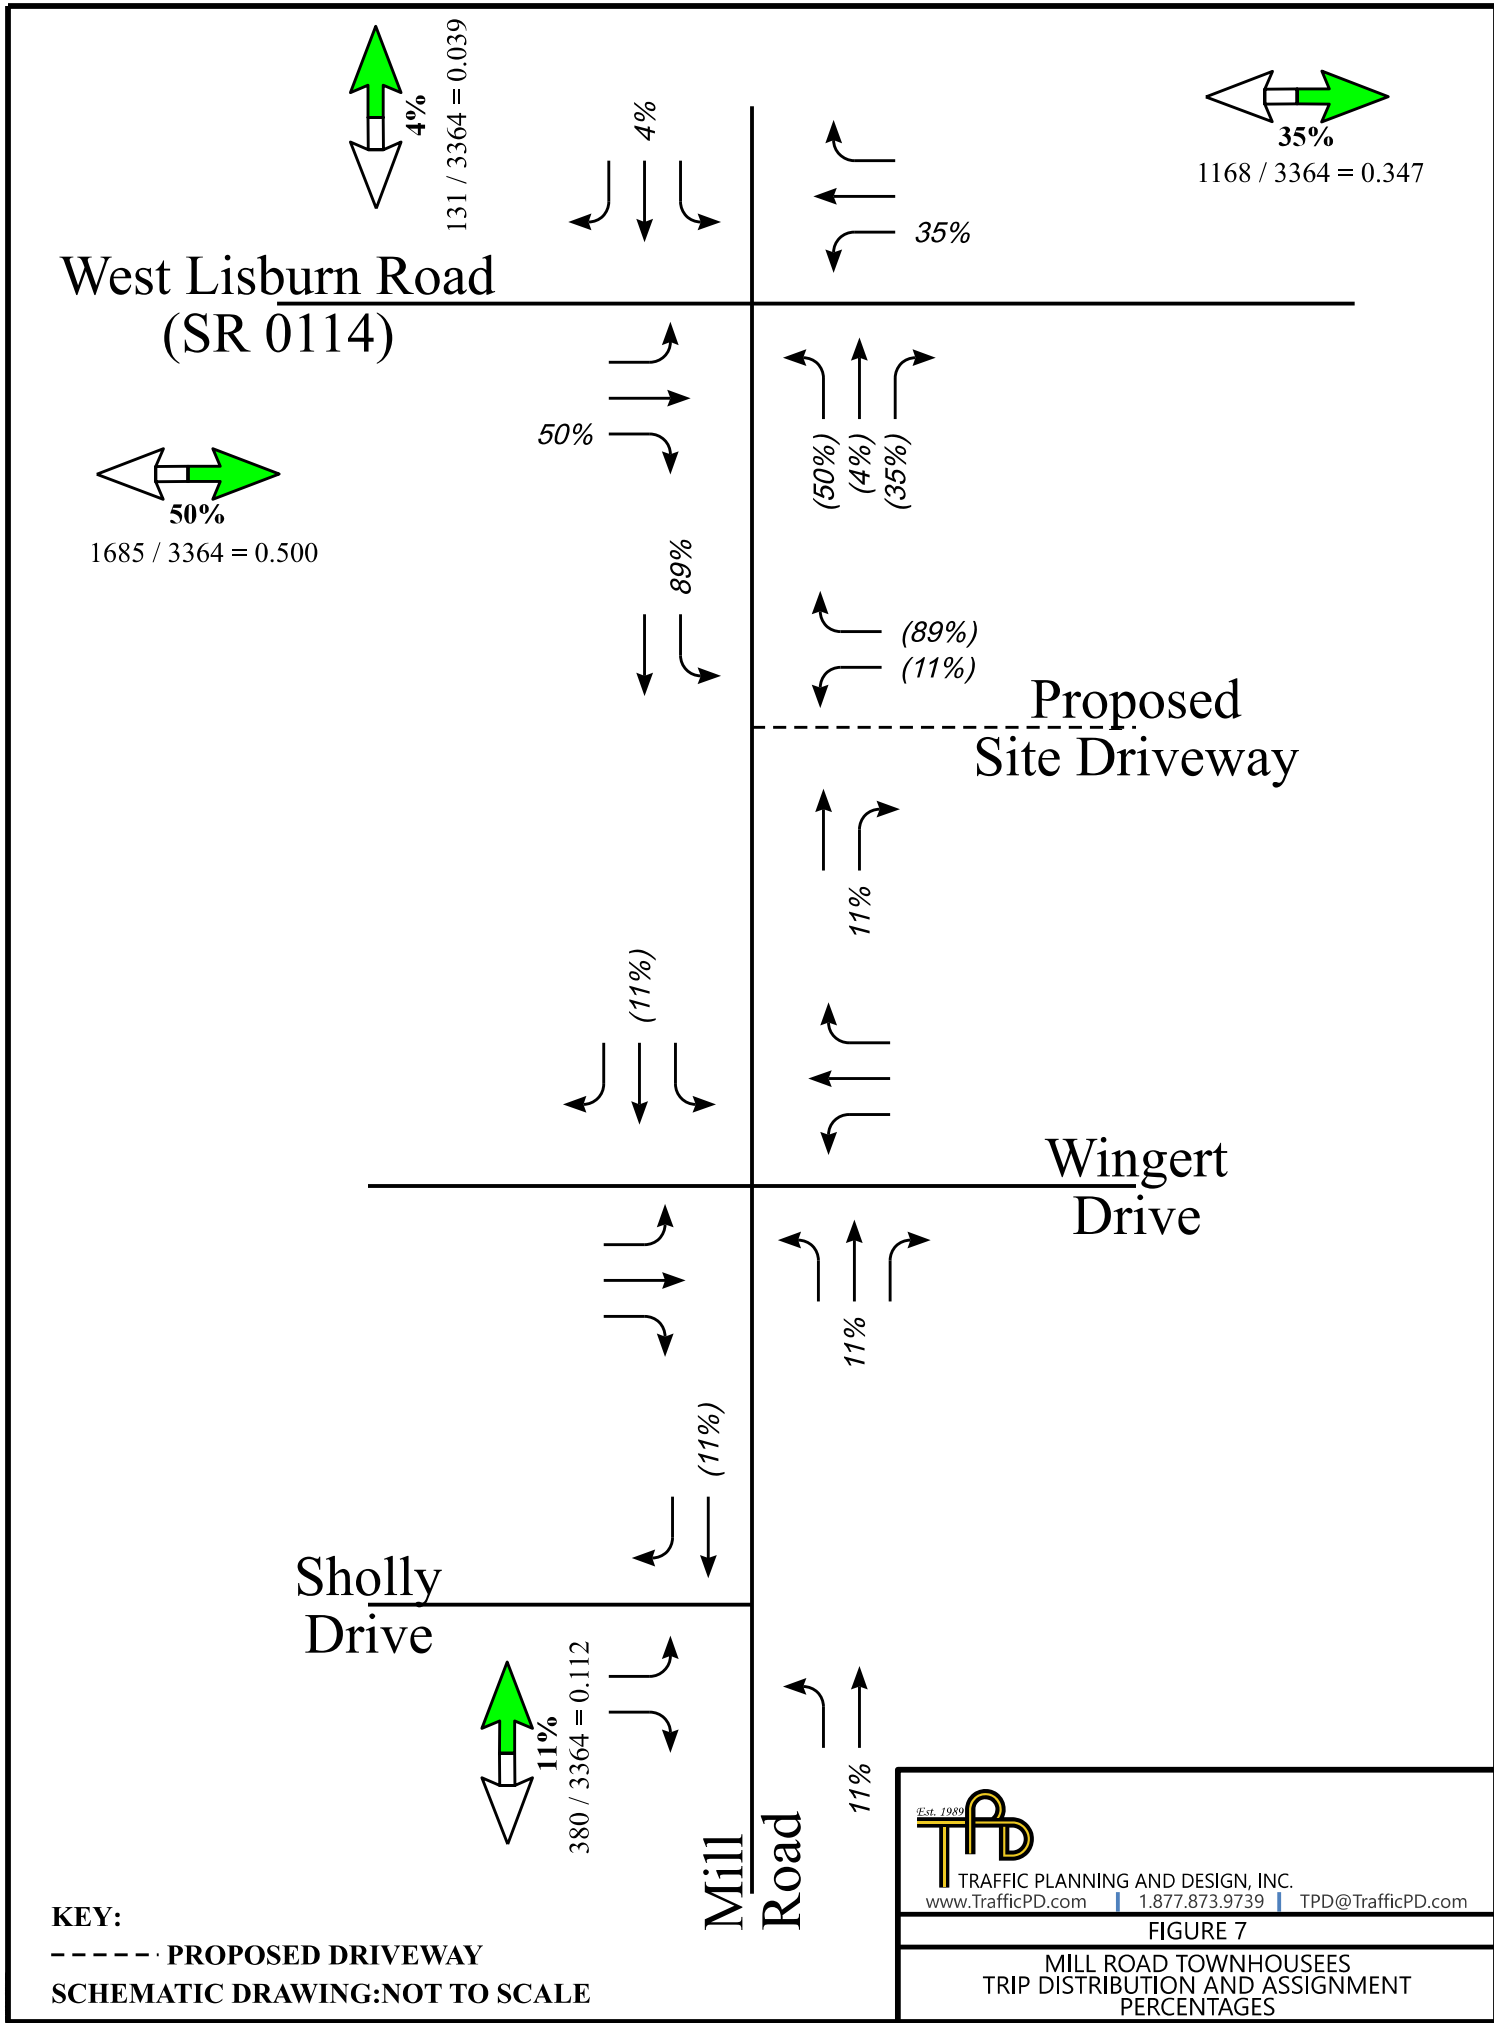 4%
131 / 3364 = 0.039
4%
35%
1168 / 3364 = 0.347
35%
West Lisburn Road
(SR 0114)
50%
(50%)
(4%)
(35%)
50%
1685 / 3364 = 0.500
89%
(89%)
(11%)
Proposed
Site Driveway
11%
(11%)
Wingert
Drive
11%
(11%)
Sholly
Drive
11%
380 / 3364 = 0.112
11%
Mill
Road
KEY:
PROPOSED DRIVEWAY
SCHEMATIC DRAWING:NOT TO SCALE
Est. 1989
TPD
TRAFFIC PLANNING AND DESIGN, INC.
www.TrafficPD.com | 1.877.873.9739 | TPD@TrafficPD.com
FIGURE 7
MILL ROAD TOWNHOUSEES
TRIP DISTRIBUTION AND ASSIGNMENT
PERCENTAGES